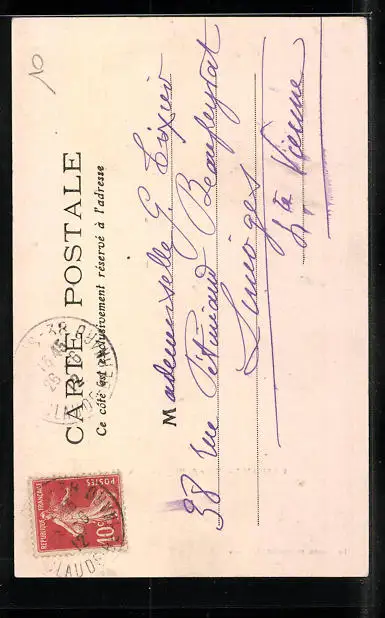 10
CARTE POSTALE
Ce côté est exclusivement réservé à l'adresse
Mademoiselle G. Texier
38 rue Pétiniaud Beaupeyrat
Limoges
Hte Vienne
REPUBLIQUE FRANÇAISE
10c
POSTES